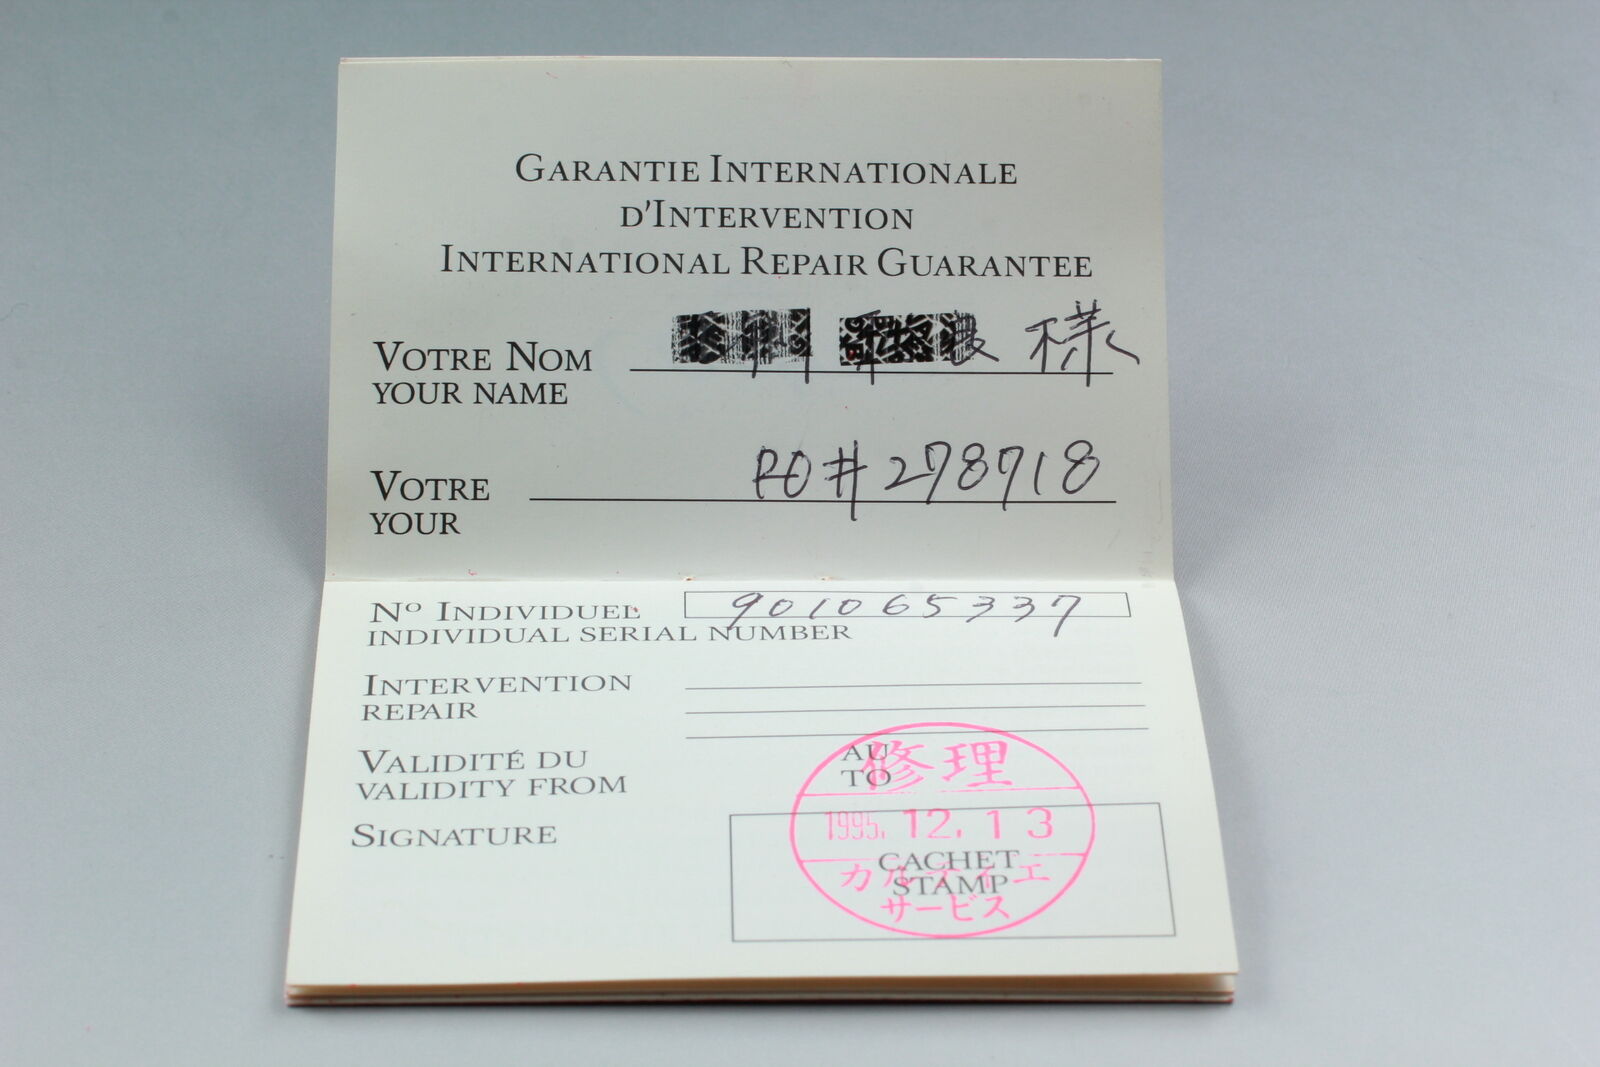 GARANTIE INTERNATIONALE
D'INTERVENTION
INTERNATIONAL REPAIR GUARANTEE
VOTRE NOM 様
YOUR NAME
VOTRE PO# 278718
YOUR
Nº INDIVIDUEL 901065337
INDIVIDUAL SERIAL NUMBER
INTERVENTION
REPAIR
VALIDITÉ DU AU
VALIDITY FROM TO
修理
SIGNATURE
1995. 12. 13
CACHET
STAMP
カルティエ
サービス